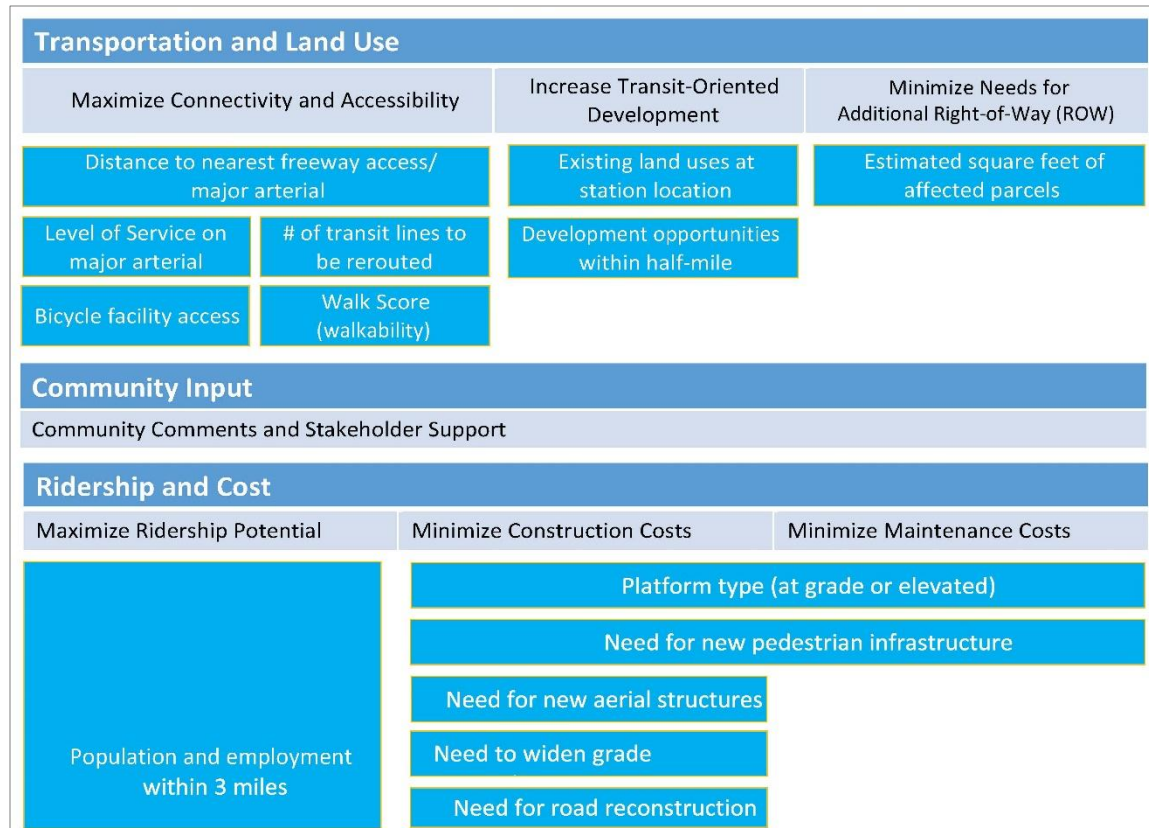 Transportation and Land Use
Maximize Connectivity and Accessibility
Increase Transit-Oriented
Development
Minimize Needs for
Additional Right-of-Way (ROW)
Distance to nearest freeway access/
major arterial
Existing land uses at
station location
Estimated square feet of
affected parcels
Level of Service on
major arterial
# of transit lines to
be rerouted
Development opportunities
within half-mile
Bicycle facility access
Walk Score
(walkability)
Community Input
Community Comments and Stakeholder Support
Ridership and Cost
Maximize Ridership Potential
Minimize Construction Costs
Minimize Maintenance Costs
Population and employment
within 3 miles
Platform type (at grade or elevated)
Need for new pedestrian infrastructure
Need for new aerial structures
Need to widen grade
Need for road reconstruction